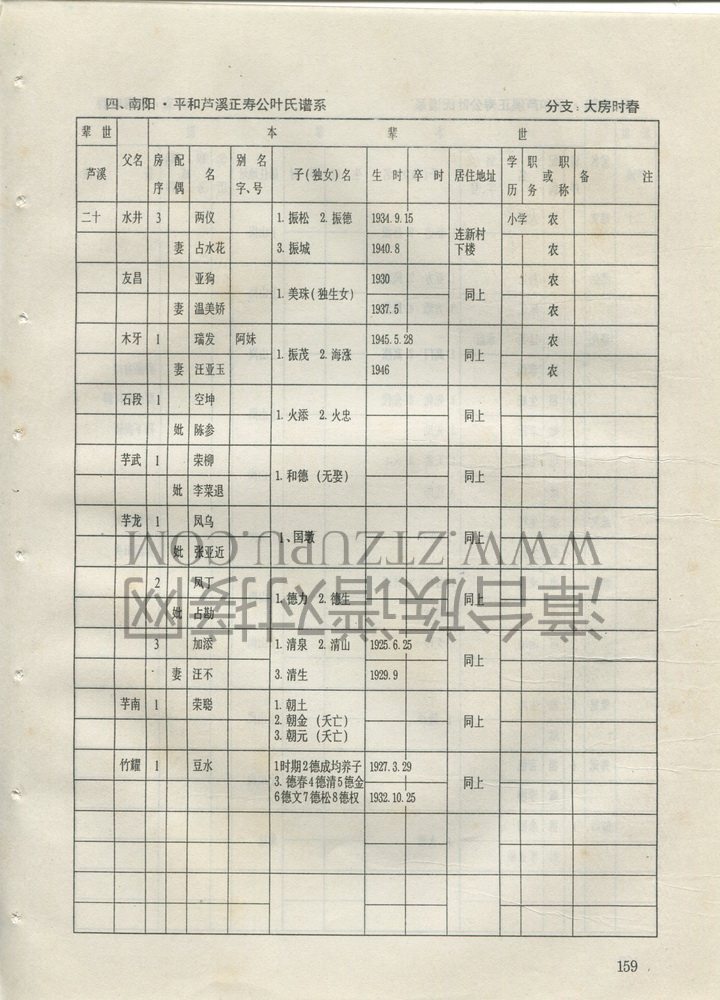 四、南阳·平和芦溪正寿公叶氏谱系 分支：大房时春
辈世 本辈世
芦溪 父名 房序 配偶 名 别名字、号 子(独女)名 生时 卒时 居住地址 学历 职务或职称 备注
二十 水井 3 两仪 1.振松 2.振德 1934.9.15 连新村下楼 小学 农
妻 占水花 3.振城 1940.8 农
友昌 亚狗 1.美珠(独生女) 1930 同上 农
妻 温美娇 1937.5 农
木牙 1 瑞发 阿妹 1.振茂 2.海涨 1945.5.28 同上 农
妻 汪亚玉 1946 农
石段 1 空坤 1.火添 2.火忠 同上
妣 陈参
芋武 1 荣柳 1.和德 (无娶) 同上
妣 李菜退
芋龙 1 凤乌 1、国墩 同上
妣 张亚近
2 凤丁 1.德力 2.德生 同上
妣 占勘
3 加添 1.清泉 2.清山 1925.6.25 同上
妻 汪不 3.清生 1929.9
芋南 1 荣聪 1.朝土 同上
2.朝金 (夭亡)
3.朝元 (夭亡)
竹耀 1 豆水 1时期2德成均养子 1927.3.29 同上
3.德春4德清5德金
6德文7德松8德权 1932.10.25
159
漳台族谱对接网
WWW.ZTZUPU.COM